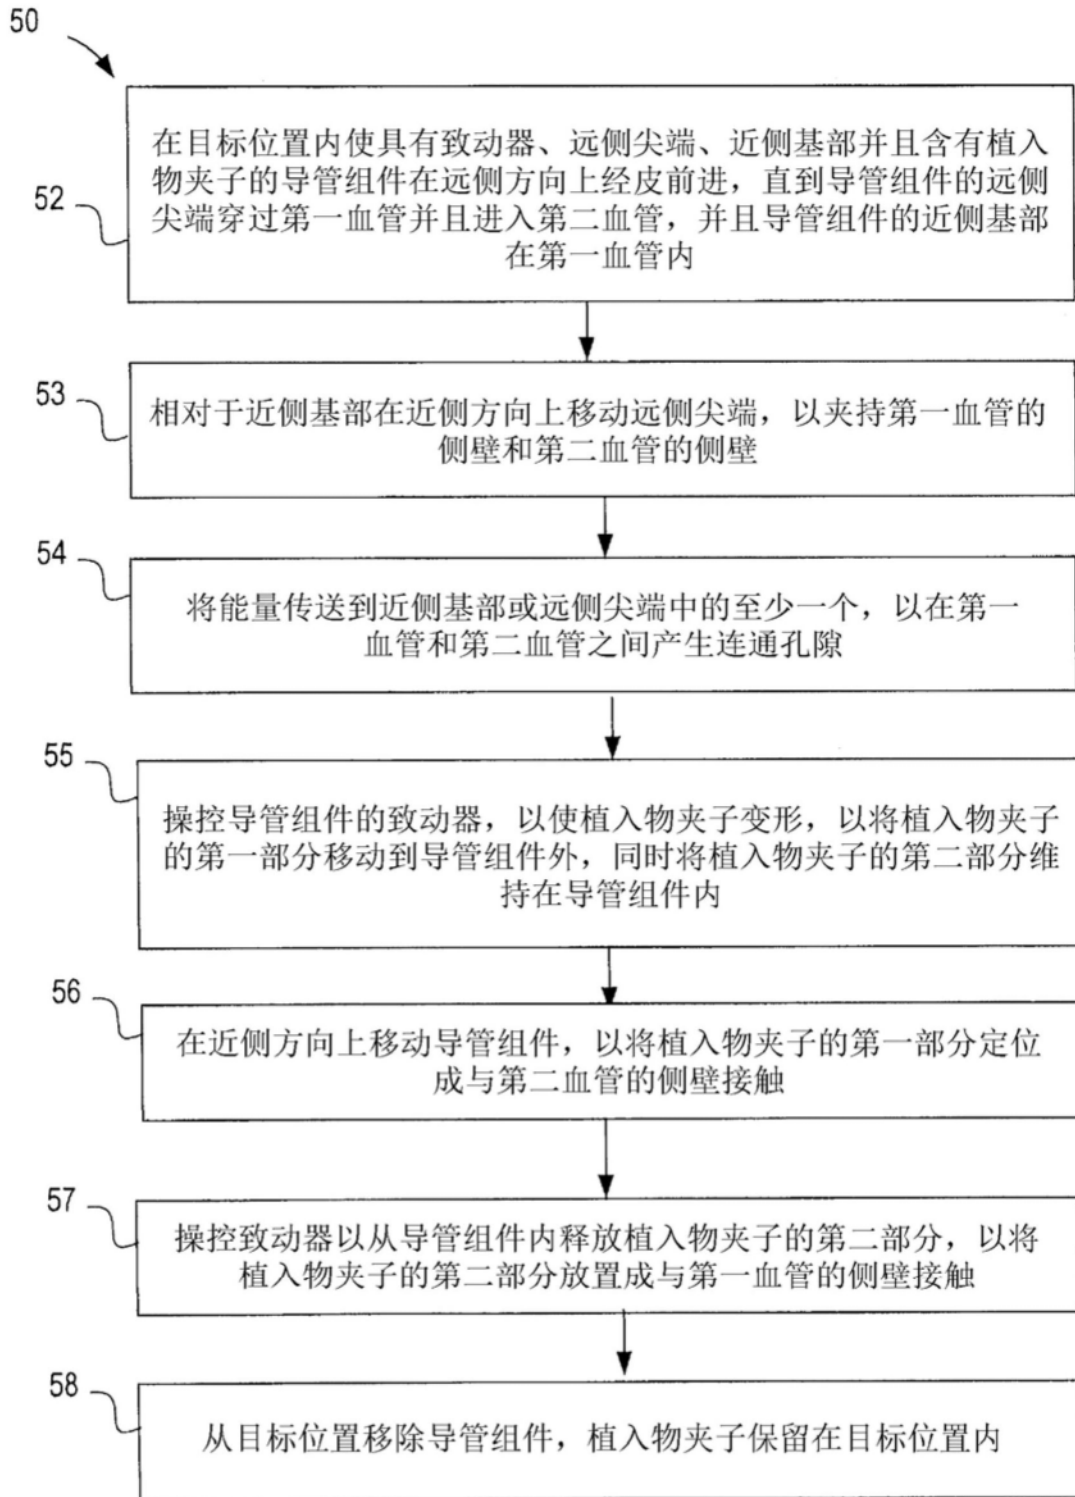 50
52
在目标位置内使具有致动器、远侧尖端、近侧基部并且含有植入
物夹子的导管组件在远侧方向上经皮前进，直到导管组件的远侧
尖端穿过第一血管并且进入第二血管，并且导管组件的近侧基部
在第一血管内
53
相对于近侧基部在近侧方向上移动远侧尖端，以夹持第一血管的
侧壁和第二血管的侧壁
54
将能量传送到近侧基部或远侧尖端中的至少一个，以在第一
血管和第二血管之间产生连通孔隙
55
操控导管组件的致动器，以使植入物夹子变形，以将植入物夹子
的第一部分移动到导管组件外，同时将植入物夹子的第二部分维
持在导管组件内
56
在近侧方向上移动导管组件，以将植入物夹子的第一部分定位
成与第二血管的侧壁接触
57
操控致动器以从导管组件内释放植入物夹子的第二部分，以将
植入物夹子的第二部分放置成与第一血管的侧壁接触
58
从目标位置移除导管组件，植入物夹子保留在目标位置内